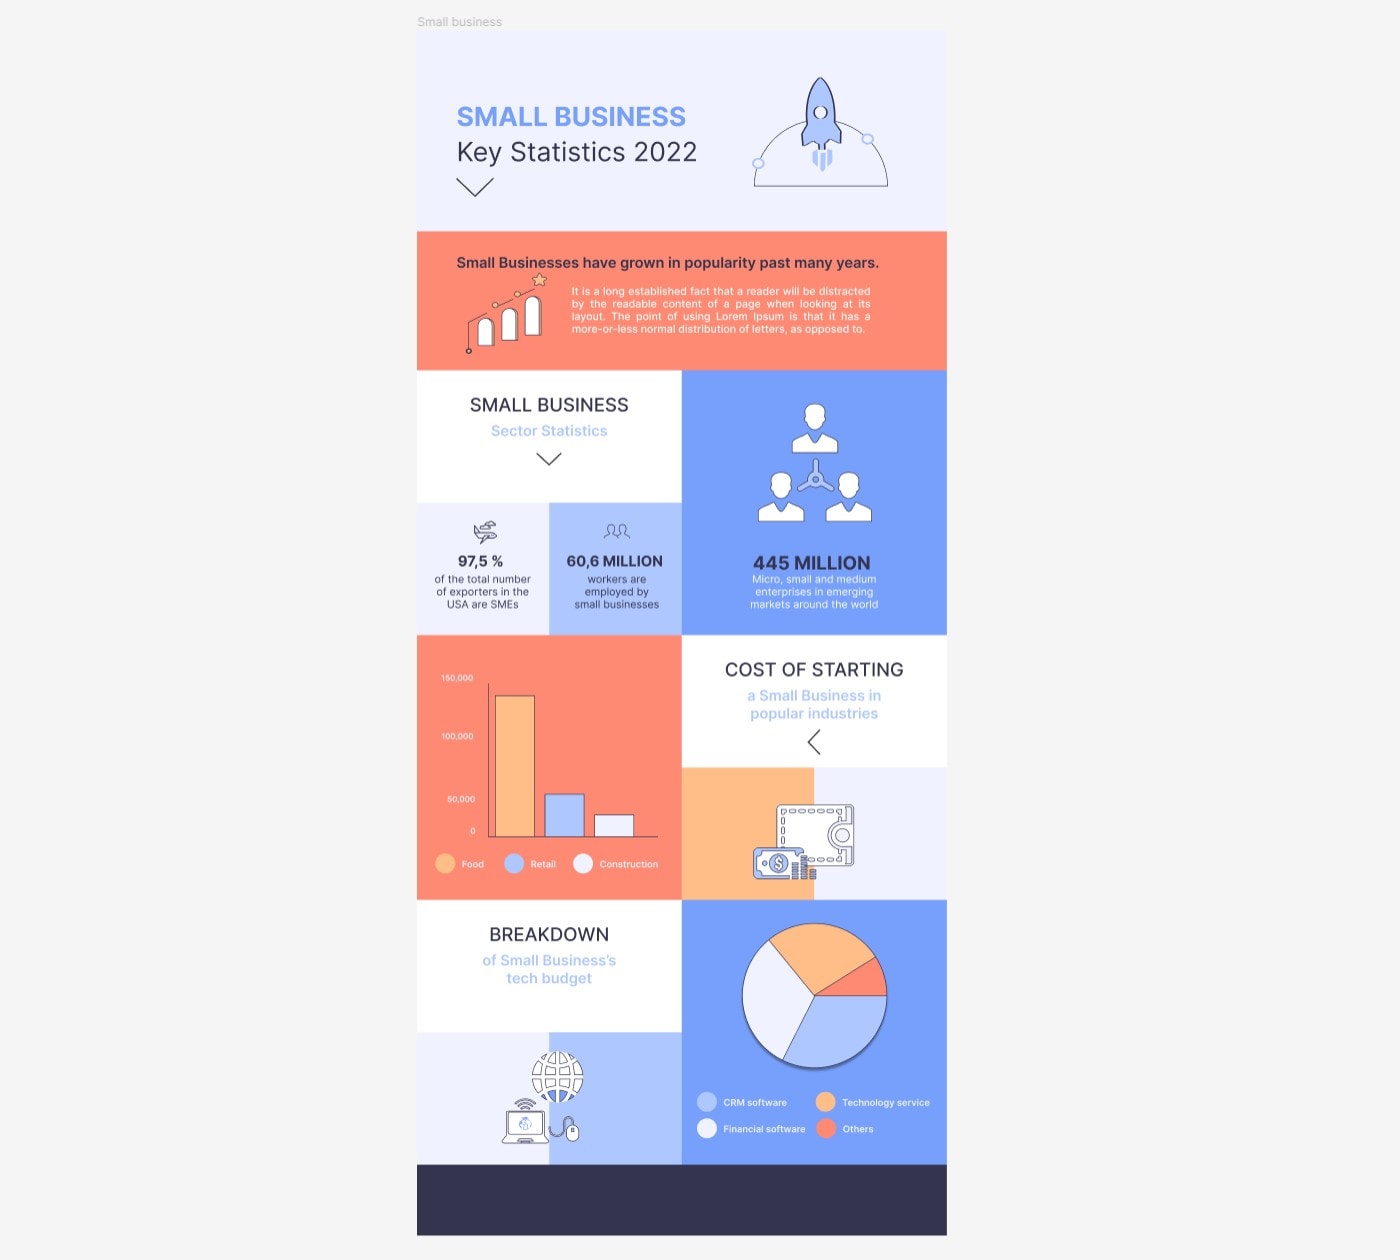 Small business
SMALL BUSINESS
Key Statistics 2022
Small Businesses have grown in popularity past many years.
It is a long established fact that a reader will be distracted
by the readable content of a page when looking at its
layout. The point of using Lorem Ipsum is that it has a
more-or-less normal distribution of letters, as opposed to.
SMALL BUSINESS
Sector Statistics
97,5 %
of the total number
of exporters in the
USA are SMEs
60,6 MILLION
workers are
employed by
small businesses
445 MILLION
Micro, small and medium
enterprises in emerging
markets around the world
150,000
100,000
50,000
0
Food
Retail
Construction
COST OF STARTING
a Small Business in
popular industries
$
BREAKDOWN
of Small Business's
tech budget
CRM software
Technology service
Financial software
Others